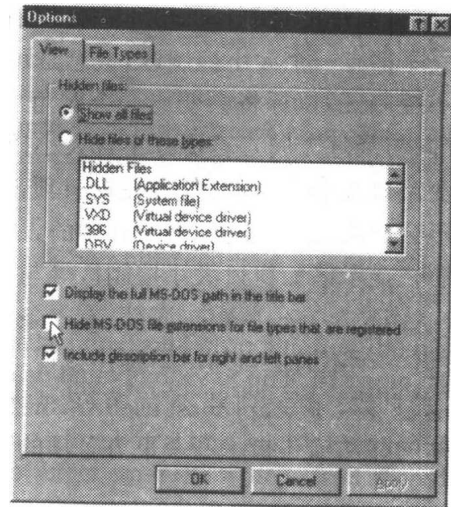 Options
View
File Types
Hidden files:
Show all files
Hide files of these types:
Hidden Files
.DLL (Application Extension)
.SYS (System file)
.VXD (Virtual device driver)
.386 (Virtual device driver)
.DRV (Device driver)
Display the full MS-DOS path in the title bar
Hide MS-DOS file extensions for file types that are registered
Include description bar for right and left panes
OK
Cancel
Apply